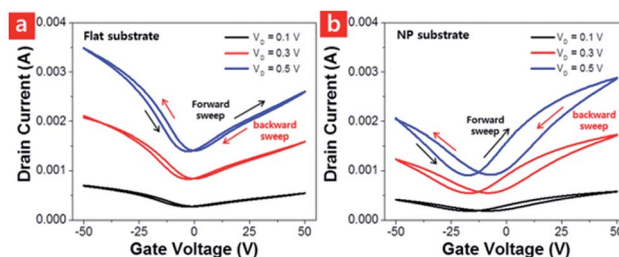 a
Flat substrate
V_D = 0.1 V
V_D = 0.3 V
V_D = 0.5 V
Forward
sweep
backward
sweep
Drain Current (A)
0.004
0.003
0.002
0.001
0.000
-50 -25 0 25 50
Gate Voltage (V)
b
NP substrate
V_D = 0.1 V
V_D = 0.3 V
V_D = 0.5 V
Forward
sweep
backward
sweep
Drain Current (A)
0.004
0.003
0.002
0.001
0.000
-50 -25 0 25 50
Gate Voltage (V)